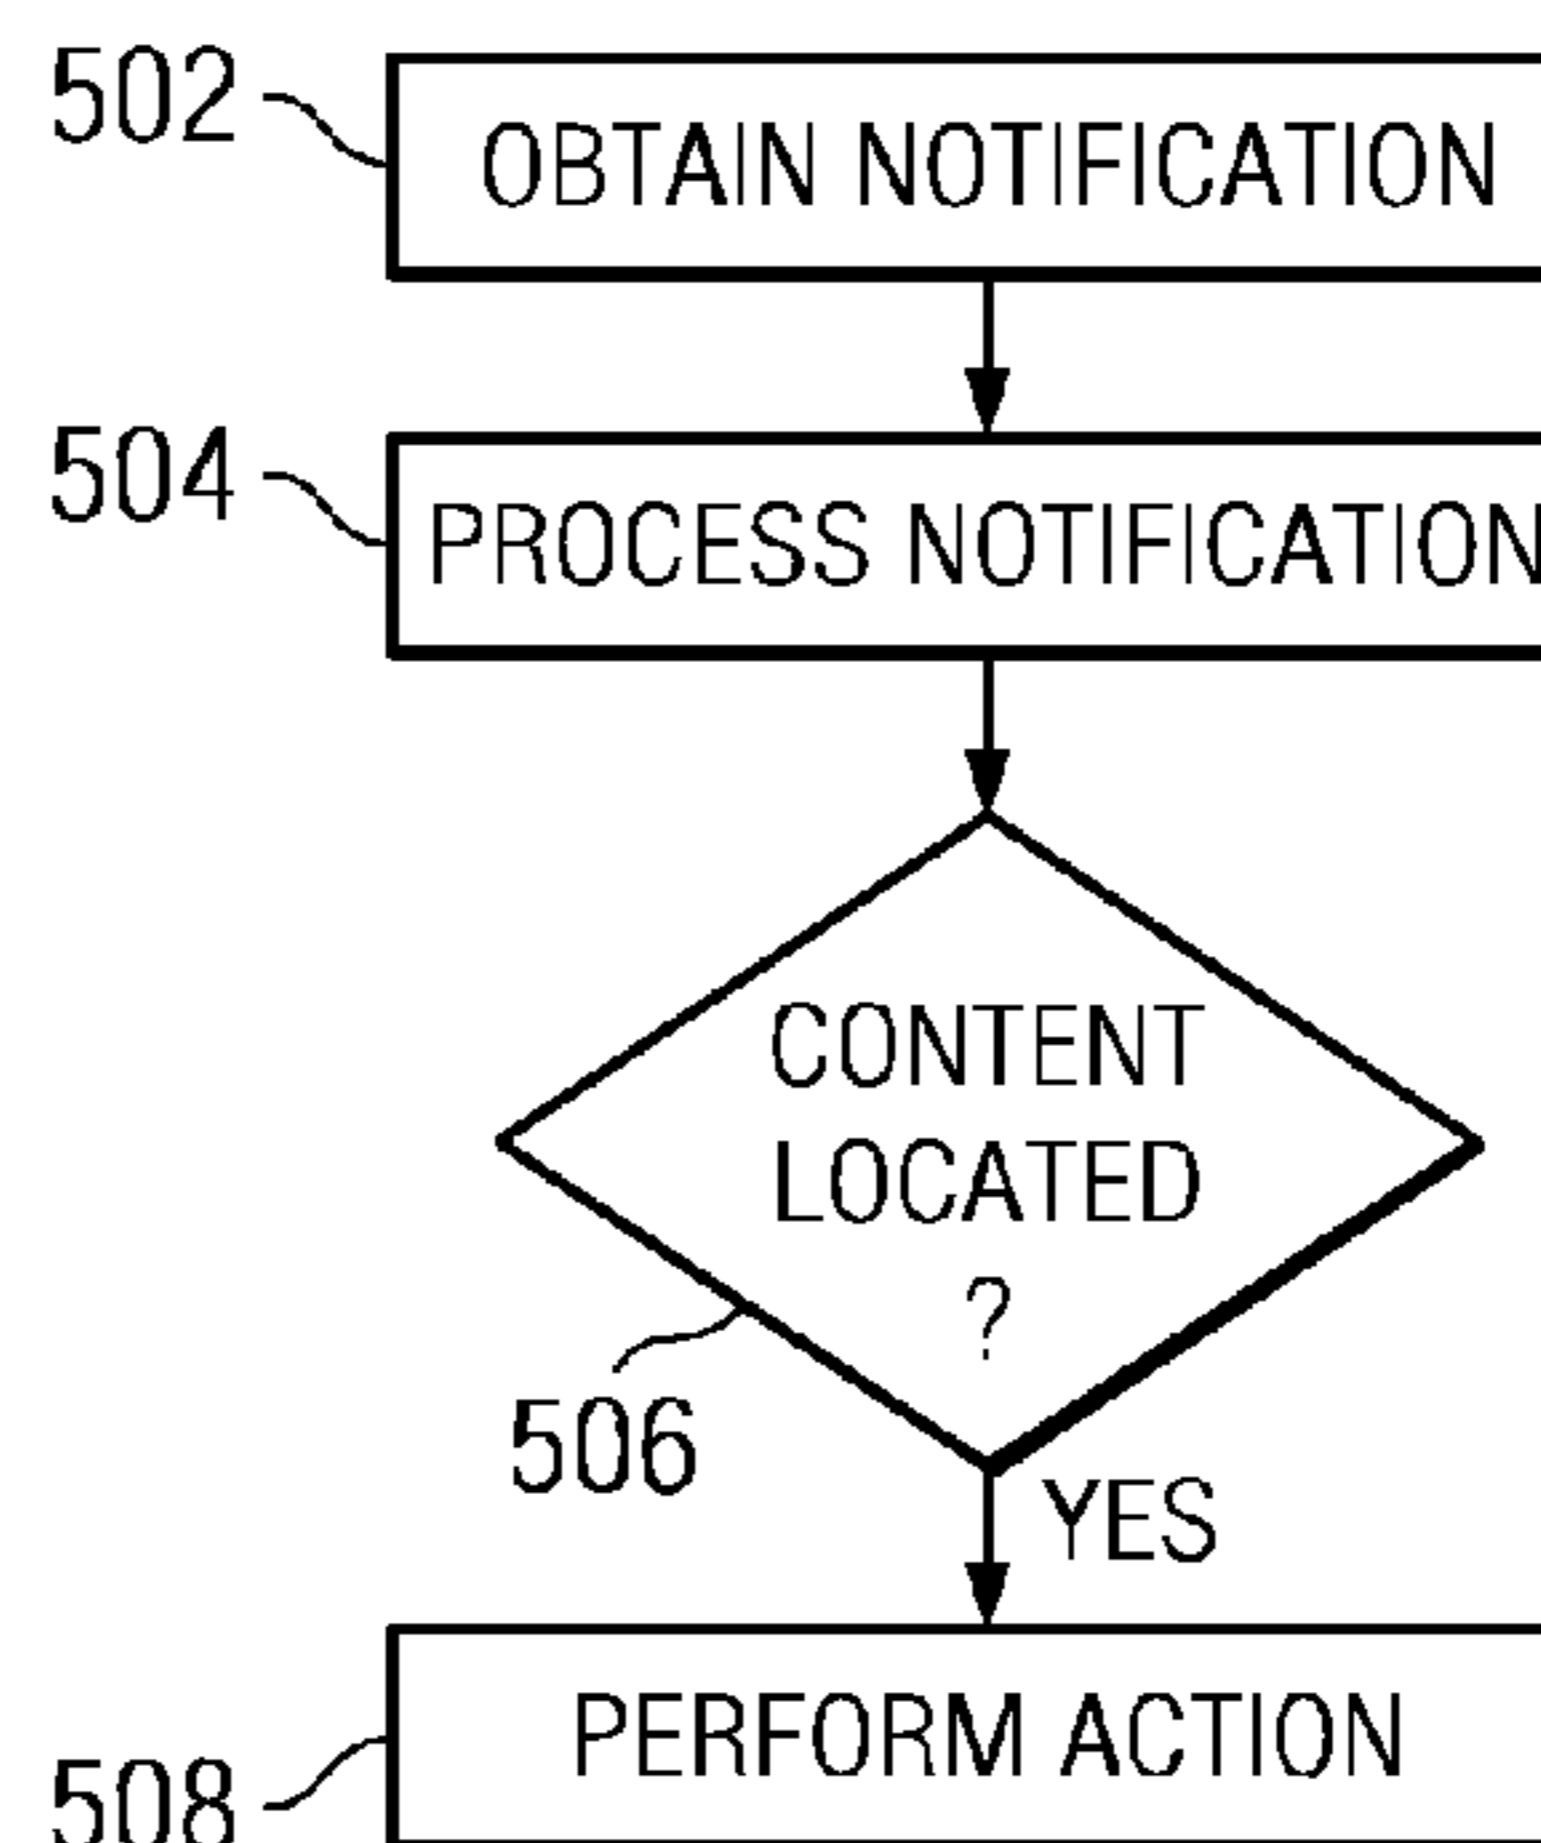 502
OBTAIN NOTIFICATION
504
PROCESS NOTIFICATION
CONTENT
LOCATED
?
506
YES
PERFORM ACTION
508